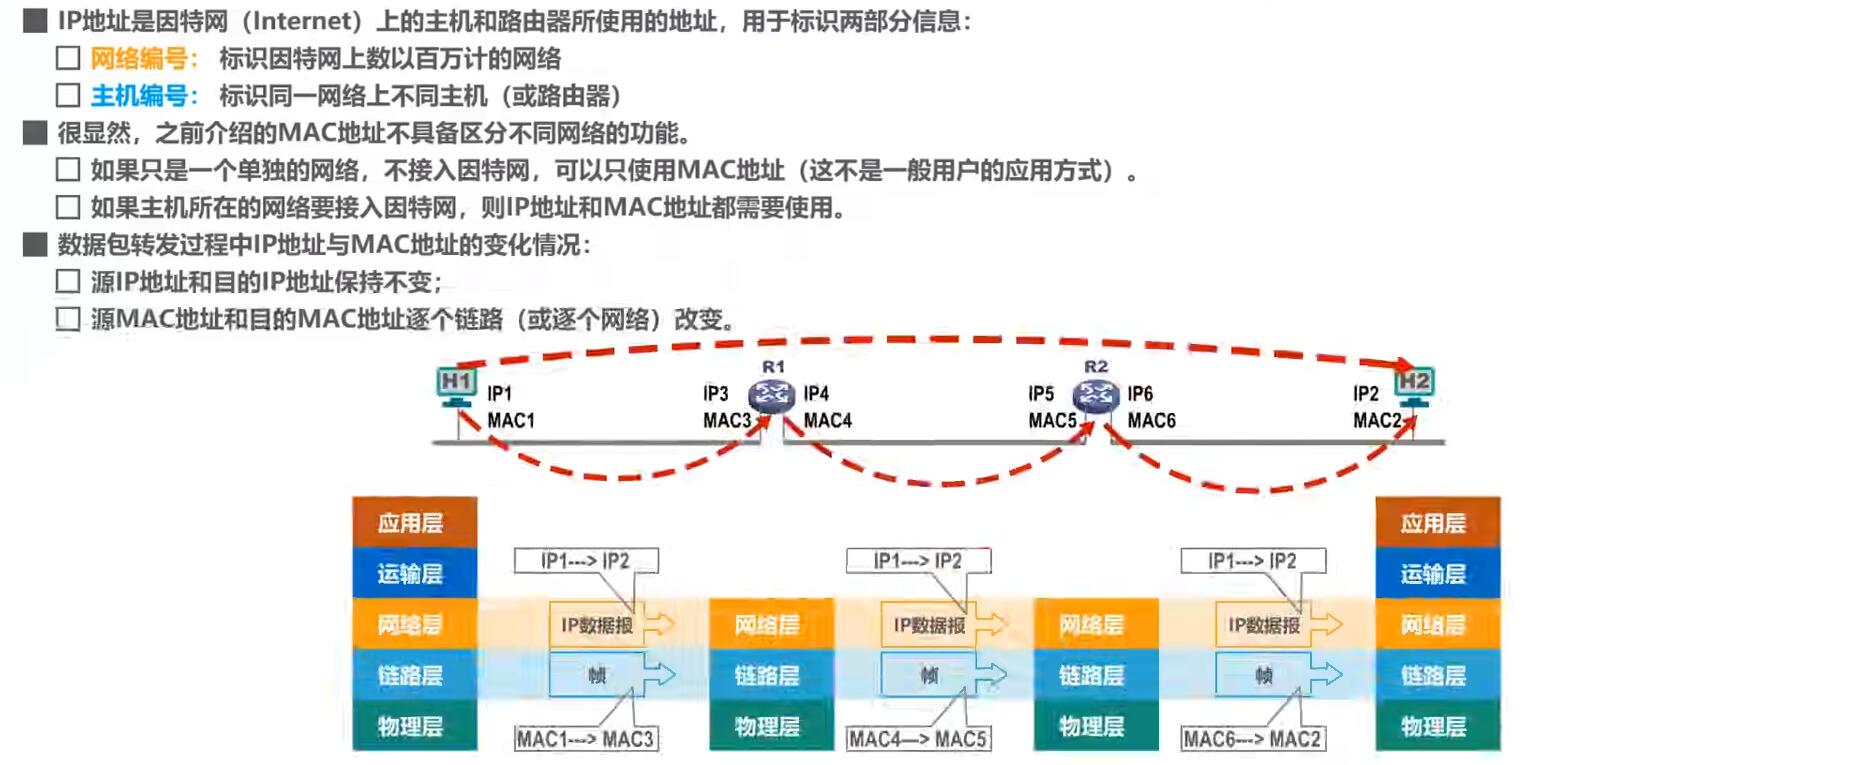 IP地址是因特网（Internet）上的主机和路由器所使用的地址，用于标识两部分信息：
网络编号： 标识因特网上数以百万计的网络
主机编号： 标识同一网络上不同主机（或路由器）
很显然，之前介绍的MAC地址不具备区分不同网络的功能。
如果只是一个单独的网络，不接入因特网，可以只使用MAC地址（这不是一般用户的应用方式）。
如果主机所在的网络要接入因特网，则IP地址和MAC地址都需要使用。
数据包转发过程中IP地址与MAC地址的变化情况：
源IP地址和目的IP地址保持不变；
源MAC地址和目的MAC地址逐个链路（或逐个网络）改变。
R1 R2
H1 IP1 IP3 IP4 IP5 IP6 IP2 H2
MAC1 MAC3 MAC4 MAC5 MAC6 MAC2
应用层 应用层
运输层 IP1---> IP2 IP1---> IP2 IP1---> IP2 运输层
网络层 IP数据报 网络层 IP数据报 网络层 IP数据报 网络层
链路层 帧 链路层 帧 链路层 帧 链路层
物理层 MAC1---> MAC3 物理层 MAC4—> MAC5 物理层 MAC6---> MAC2 物理层